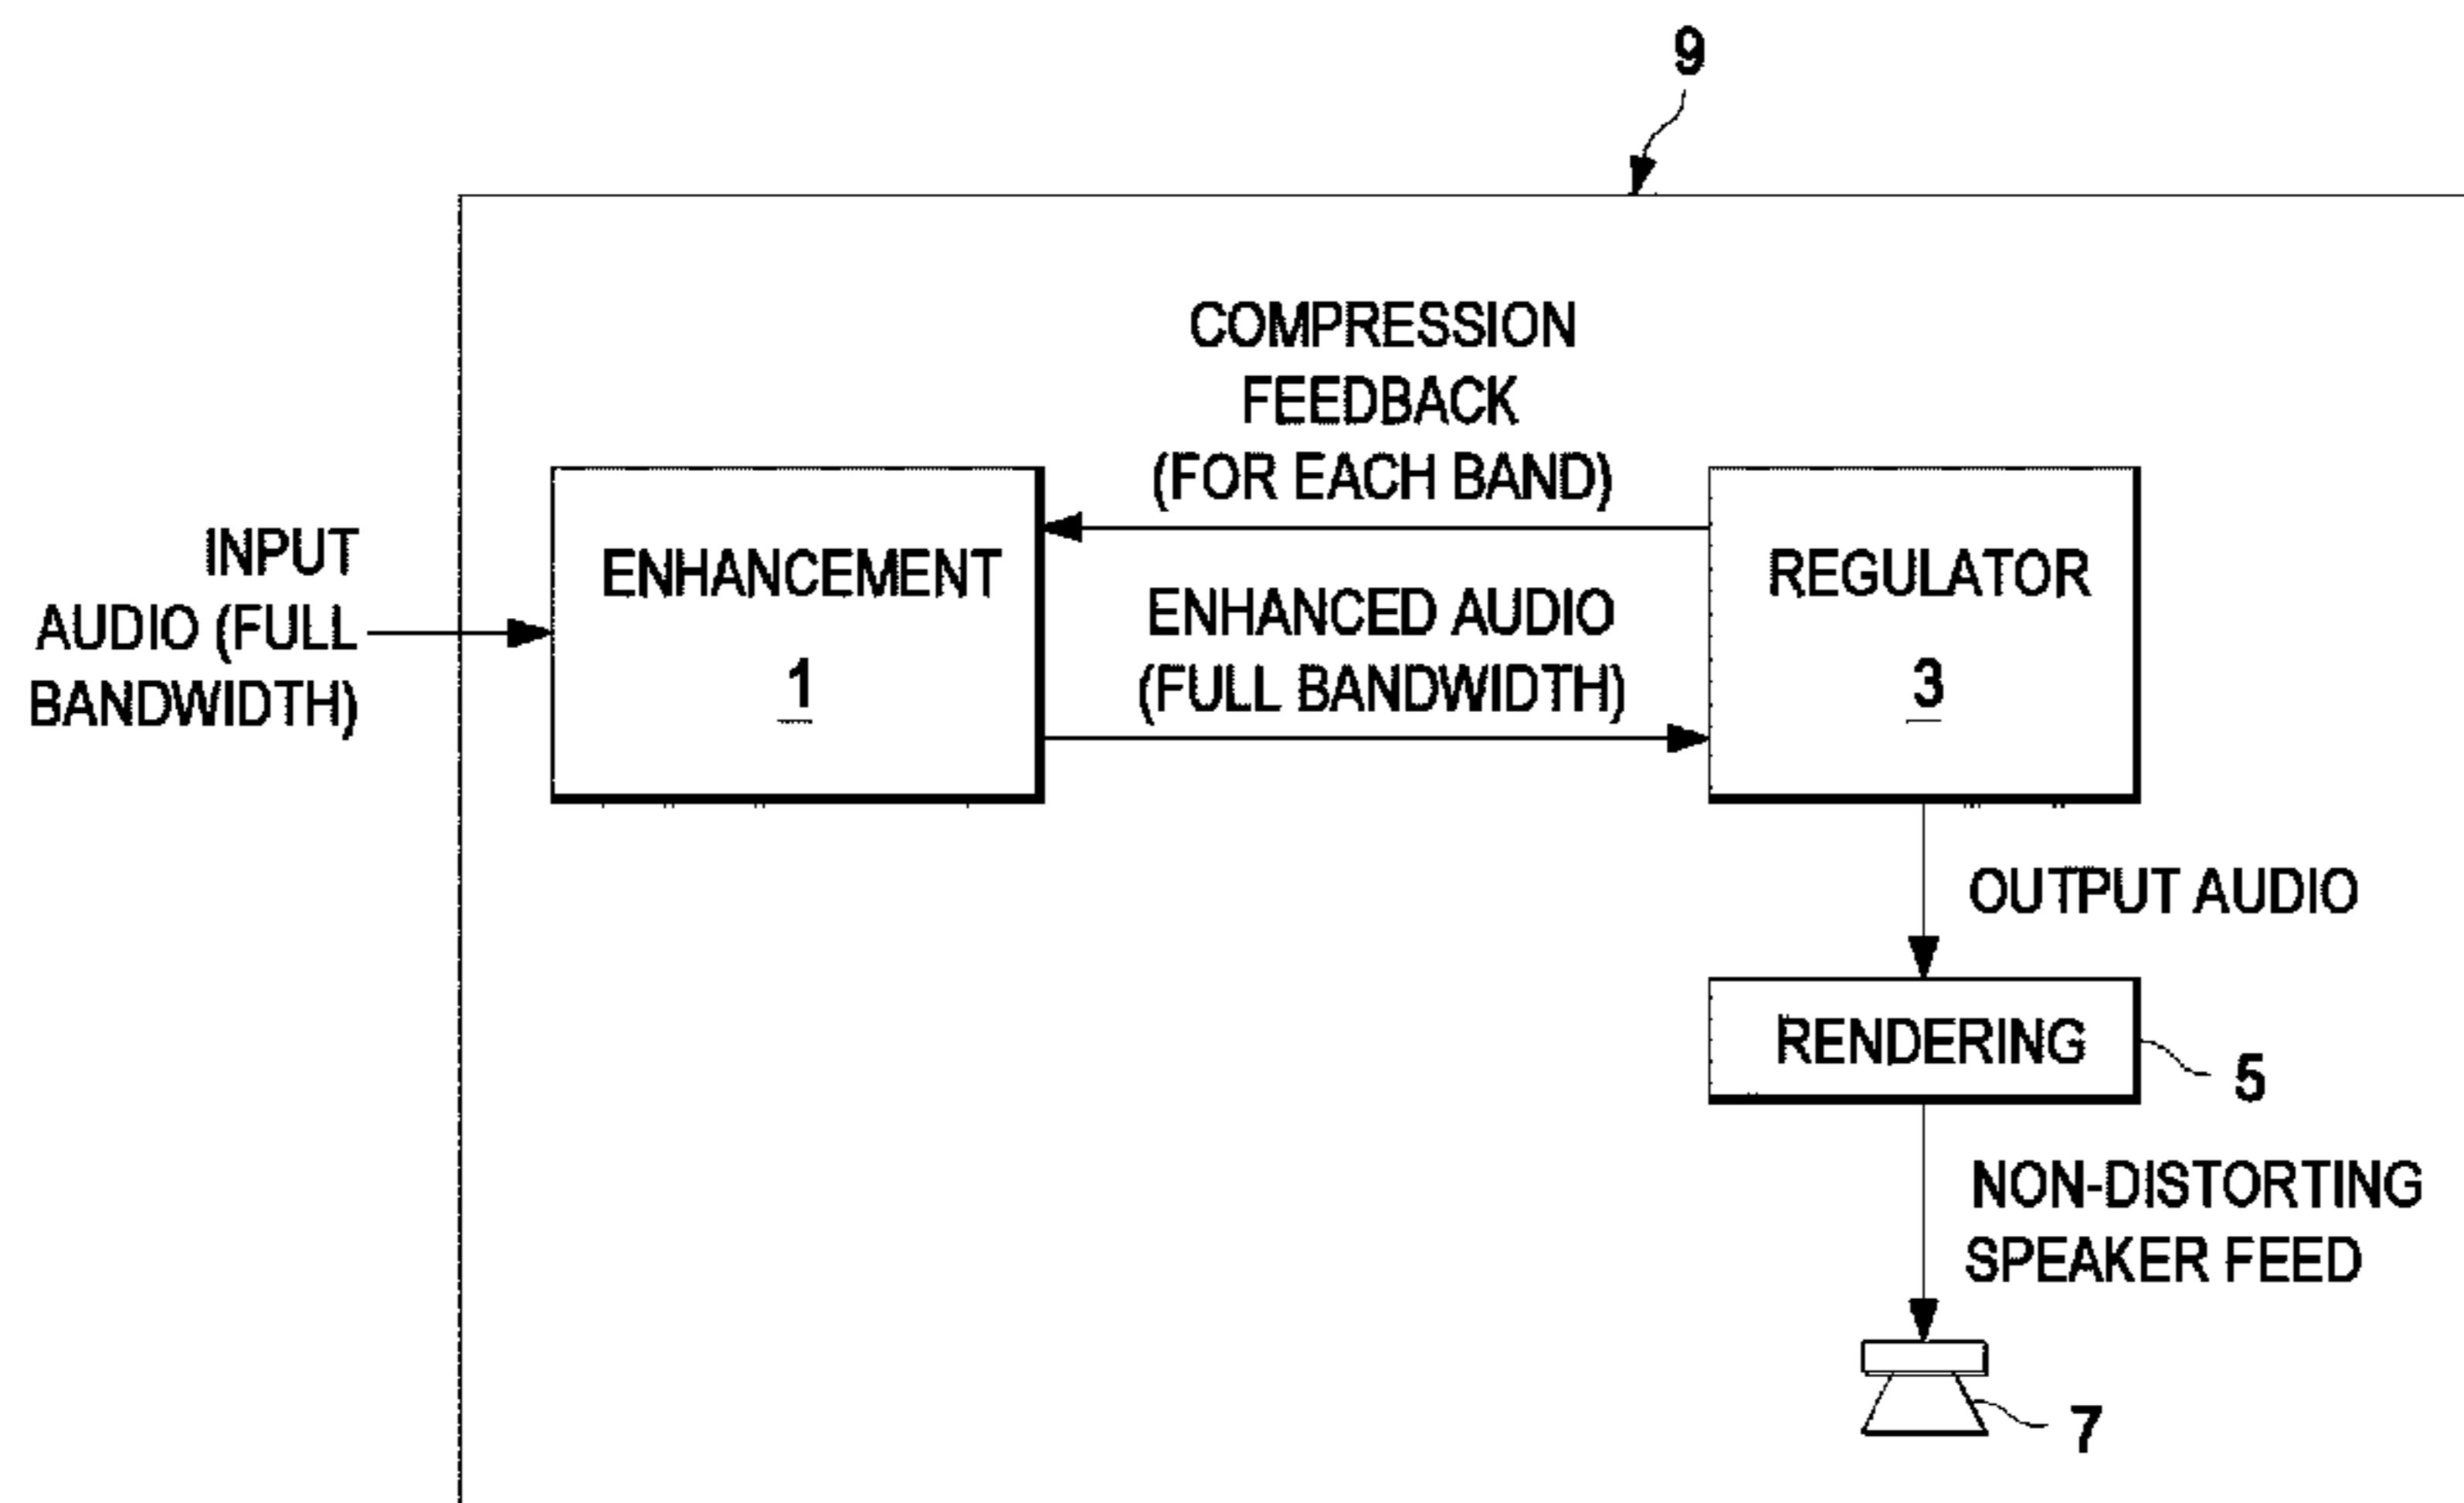 9
COMPRESSION
FEEDBACK
(FOR EACH BAND)
INPUT
AUDIO (FULL
BANDWIDTH)
ENHANCEMENT
1
ENHANCED AUDIO
(FULL BANDWIDTH)
REGULATOR
3
OUTPUT AUDIO
RENDERING
5
NON-DISTORTING
SPEAKER FEED
7